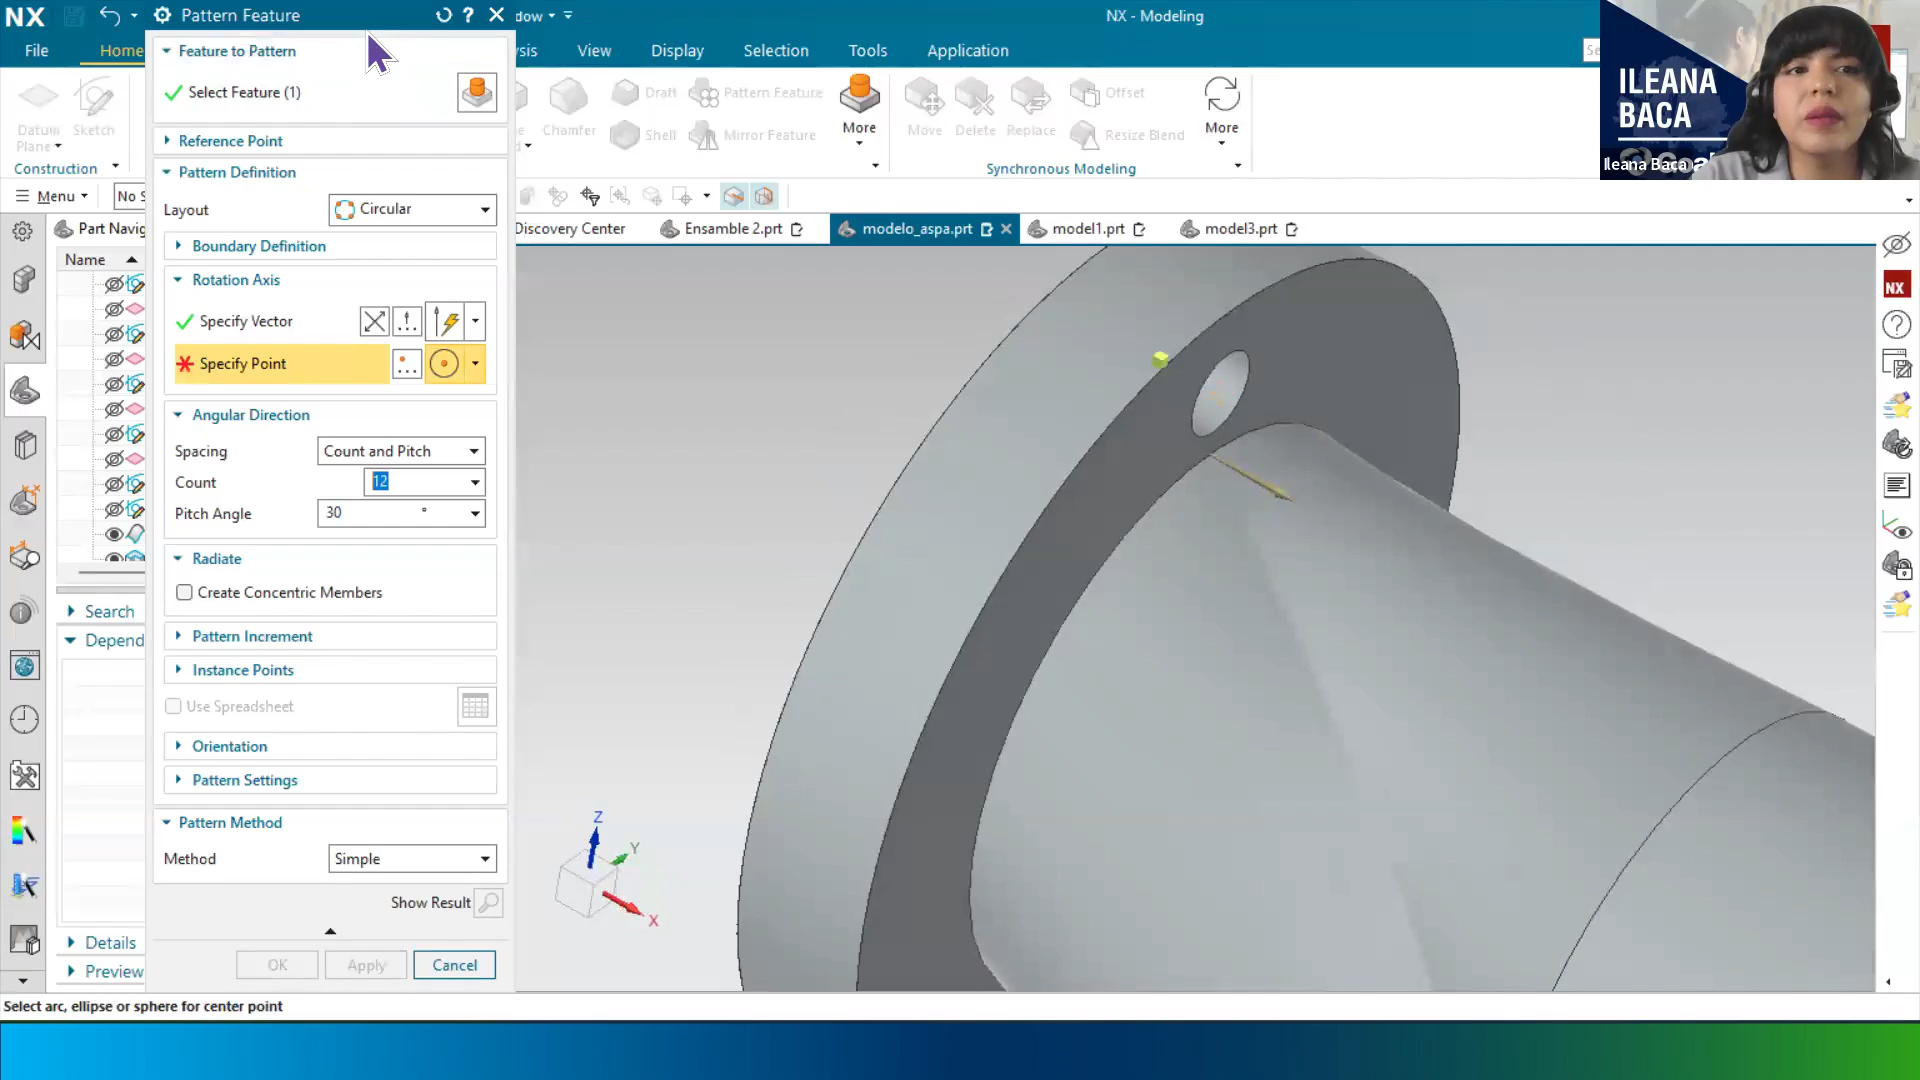 NX
Pattern Feature
dow
NX - Modeling
File
Home
View
Display
Selection
Tools
Application
Feature to Pattern
Select Feature (1)
Reference Point
Pattern Definition
Layout
Circular
Boundary Definition
Rotation Axis
Specify Vector
Specify Point
Angular Direction
Spacing
Count and Pitch
Count
12
Pitch Angle
30
°
Radiate
Create Concentric Members
Pattern Increment
Instance Points
Use Spreadsheet
Orientation
Pattern Settings
Pattern Method
Method
Simple
Show Result
OK
Apply
Cancel
Datum
Plane
Sketch
Construction
Menu
No S
Part Navig
Name
Search
Depend
Details
Preview
Chamfer
Draft
Shell
Pattern Feature
Mirror Feature
More
Move
Delete
Replace
Offset
Resize Blend
More
Synchronous Modeling
Discovery Center
Ensamble 2.prt
modelo_aspa.prt
model1.prt
model3.prt
Z
Y
X
NX
ILEANA
BACA
Ileana Baca
Select arc, ellipse or sphere for center point